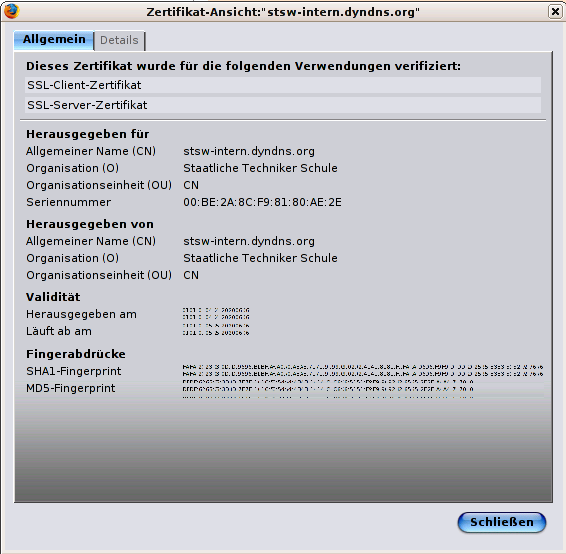 Zertifikat-Ansicht:"stsw-intern.dyndns.org"
Allgemein Details
Dieses Zertifikat wurde für die folgenden Verwendungen verifiziert:
SSL-Client-Zertifikat
SSL-Server-Zertifikat
Herausgegeben für
Allgemeiner Name (CN) stsw-intern.dyndns.org
Organisation (O) Staatliche Techniker Schule
Organisationseinheit (OU) CN
Seriennummer 00:BE:2A:8C:F9:81:80:AE:2E
Herausgegeben von
Allgemeiner Name (CN) stsw-intern.dyndns.org
Organisation (O) Staatliche Techniker Schule
Organisationseinheit (OU) CN
Validität
Herausgegeben am
Läuft ab am
Fingerabdrücke
SHA1-Fingerprint
MD5-Fingerprint
Schließen